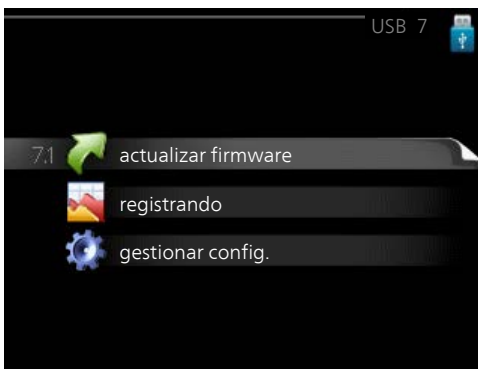 USB 7
7.1 actualizar firmware
registrando
gestionar config.